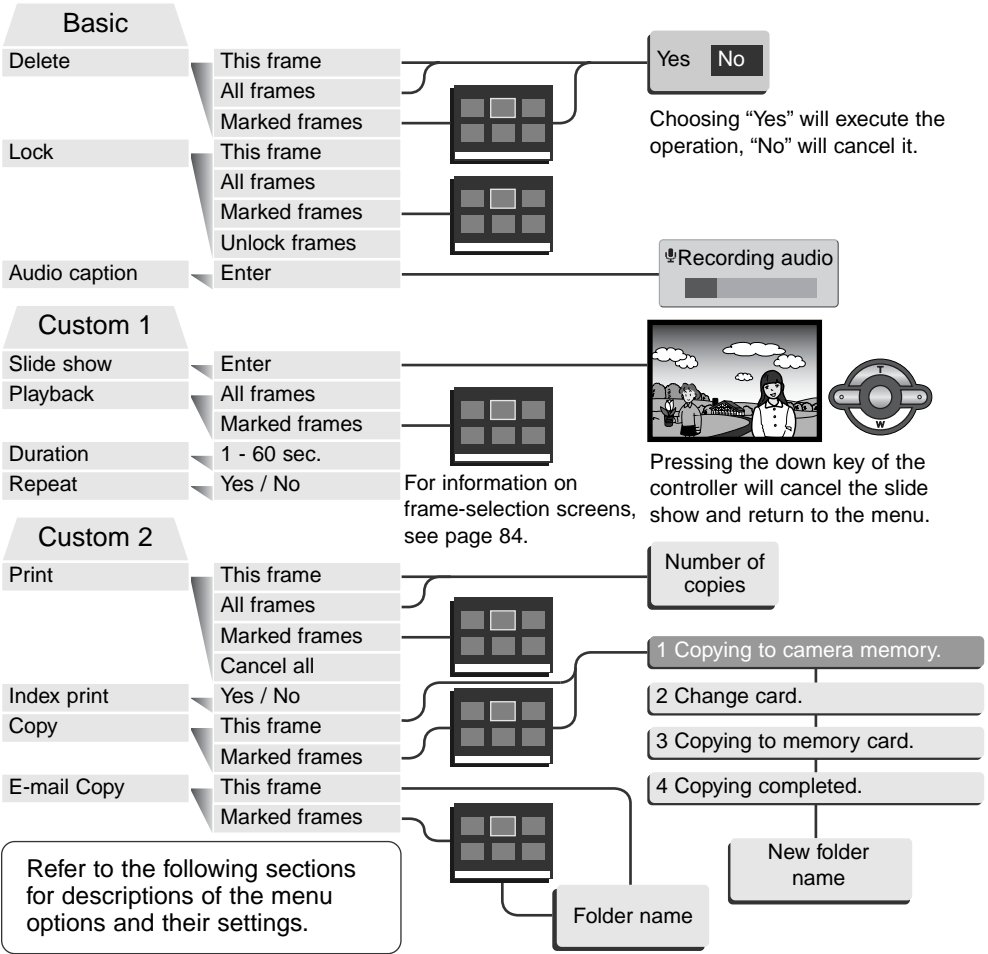 Basic
Delete
This frame
All frames
Marked frames
Yes No
Choosing “Yes” will execute the
operation, “No” will cancel it.
Lock
This frame
All frames
Marked frames
Unlock frames
Audio caption
Enter
Recording audio
Custom 1
Slide show
Enter
Playback
All frames
Marked frames
Duration
1 - 60 sec.
Repeat
Yes / No
For information on
frame-selection screens,
see page 84.
T
W
Pressing the down key of the
controller will cancel the slide
show and return to the menu.
Custom 2
Print
This frame
All frames
Marked frames
Cancel all
Number of
copies
Index print
Yes / No
Copy
This frame
Marked frames
1 Copying to camera memory.
2 Change card.
3 Copying to memory card.
4 Copying completed.
New folder
name
E-mail Copy
This frame
Marked frames
Folder name
Refer to the following sections
for descriptions of the menu
options and their settings.